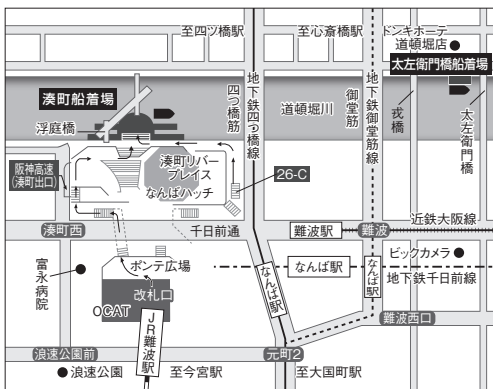 至四ツ橋駅
至心斎橋駅
ドンキホーテ
道頓堀店
太左衛門橋船着場
湊町船着場
浮庭橋
四つ橋筋
地下鉄四つ橋線
道頓堀川
御堂筋
地下鉄御堂筋線
戎橋
太左衛門橋
阪神高速
(湊町出口)
湊町リバー
プレイス
なんばハッチ
26-C
近鉄大阪線
湊町西
千日前通
難波駅
難波
ビックカメラ
富永病院
ポンテ広場
なんば駅
なんば駅
なんば駅
地下鉄千日前線
改札口
OCAT
JR難波駅
難波西口
浪速公園前
元町2
浪速公園
至今宮駅
至大国町駅